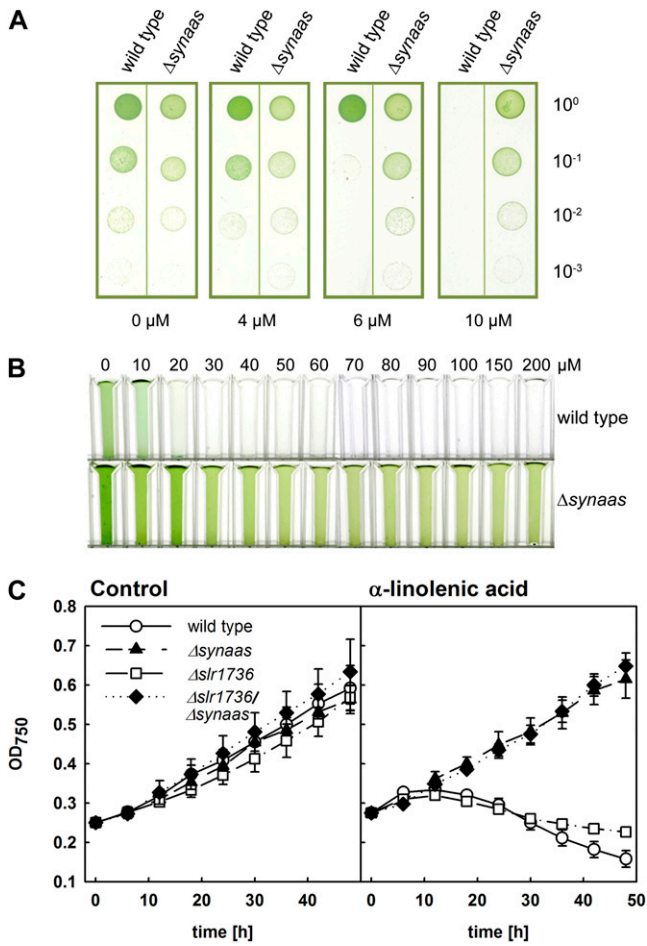 A
wild type
Δsynaas
wild type
Δsynaas
wild type
Δsynaas
wild type
Δsynaas
10⁰
10⁻¹
10⁻²
10⁻³
0 µM
4 µM
6 µM
10 µM
B
0 10 20 30 40 50 60 70 80 90 100 150 200 µM
wild type
Δsynaas
C
Control
α-linolenic acid
wild type
Δsynaas
Δslr1736
Δslr1736/
Δsynaas
OD750
0.8
0.7
0.6
0.5
0.4
0.3
0.2
0.1
0 10 20 30 40
0 10 20 30 40 50
time [h]
time [h]